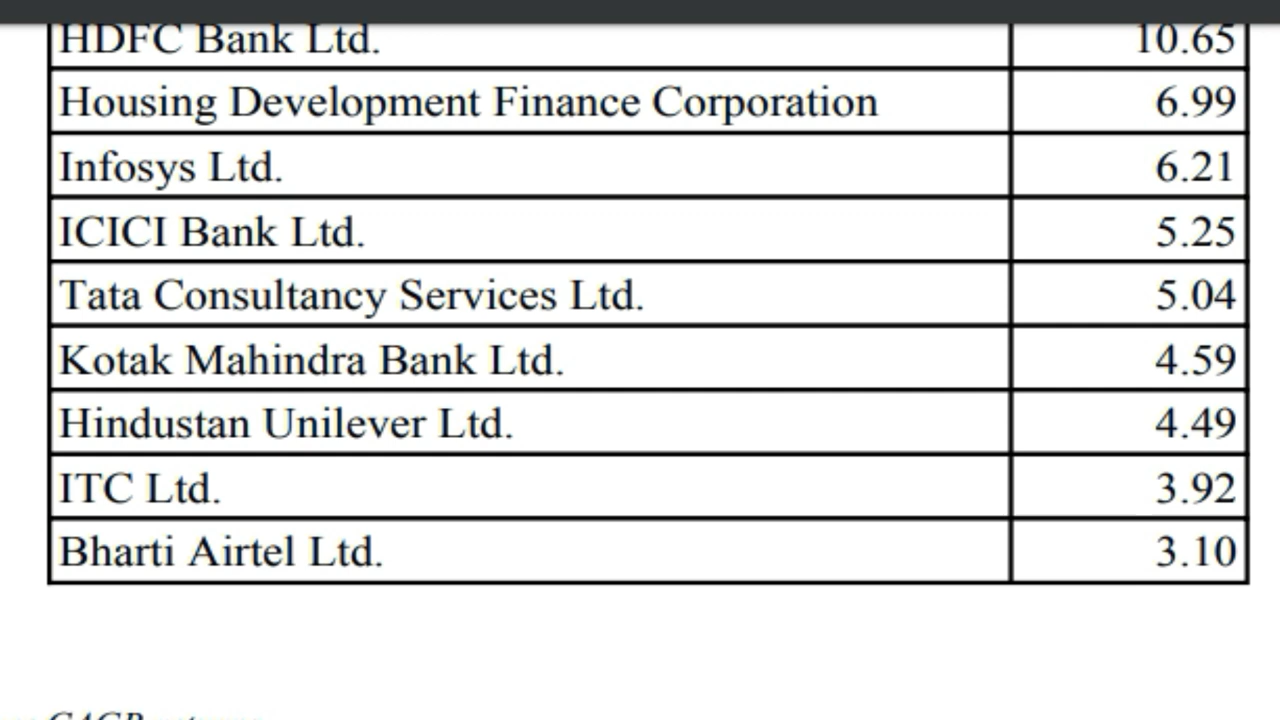 HDFC Bank Ltd. 10.65
Housing Development Finance Corporation 6.99
Infosys Ltd. 6.21
ICICI Bank Ltd. 5.25
Tata Consultancy Services Ltd. 5.04
Kotak Mahindra Bank Ltd. 4.59
Hindustan Unilever Ltd. 4.49
ITC Ltd. 3.92
Bharti Airtel Ltd. 3.10
CAGR